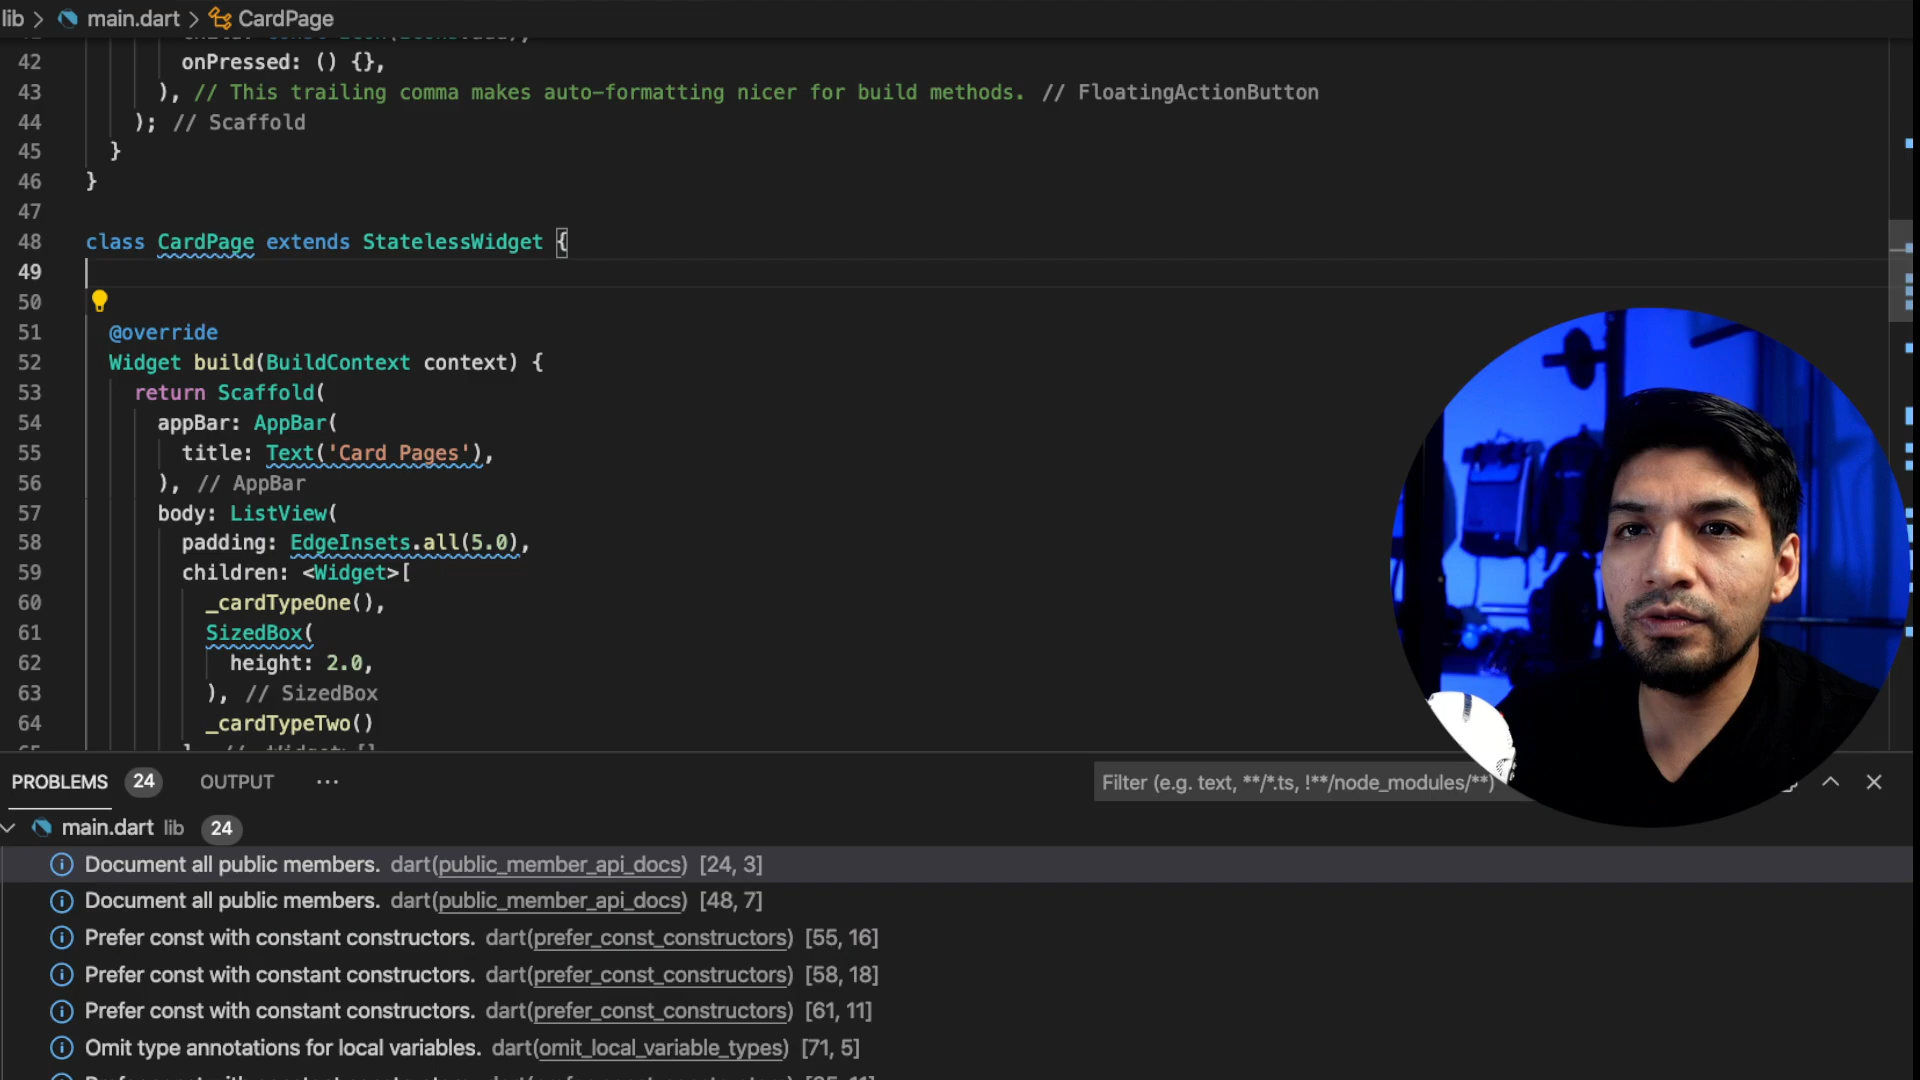 lib > main.dart > CardPage
42 onPressed: () {},
43 ), // This trailing comma makes auto-formatting nicer for build methods. // FloatingActionButton
44 ); // Scaffold
45 }
46 }
47
48 class CardPage extends StatelessWidget {
49
50
51 @override
52 Widget build(BuildContext context) {
53 return Scaffold(
54 appBar: AppBar(
55 title: Text('Card Pages'),
56 ), // AppBar
57 body: ListView(
58 padding: EdgeInsets.all(5.0),
59 children: <Widget>[
60 _cardTypeOne(),
61 SizedBox(
62 height: 2.0,
63 ), // SizedBox
64 _cardTypeTwo()
PROBLEMS 24 OUTPUT ··· Filter (e.g. text, **/*.ts, !**/node_modules/**)
main.dart lib 24
Document all public members. dart(public_member_api_docs) [24, 3]
Document all public members. dart(public_member_api_docs) [48, 7]
Prefer const with constant constructors. dart(prefer_const_constructors) [55, 16]
Prefer const with constant constructors. dart(prefer_const_constructors) [58, 18]
Prefer const with constant constructors. dart(prefer_const_constructors) [61, 11]
Omit type annotations for local variables. dart(omit_local_variable_types) [71, 5]